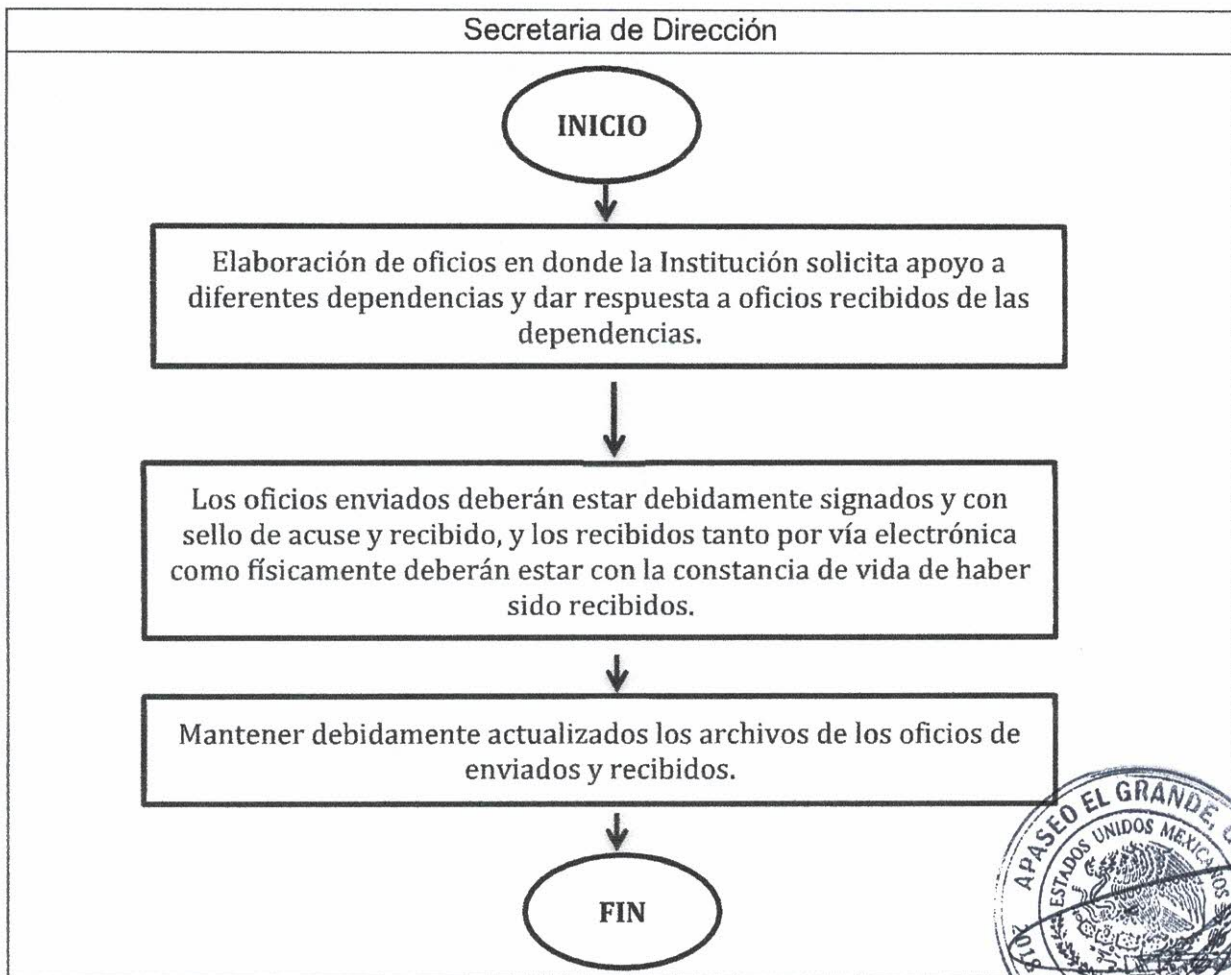 Secretaria de Dirección
INICIO
Elaboración de oficios en donde la Institución solicita apoyo a
diferentes dependencias y dar respuesta a oficios recibidos de las
dependencias.
Los oficios enviados deberán estar debidamente signados y con
sello de acuse y recibido, y los recibidos tanto por vía electrónica
como físicamente deberán estar con la constancia de vida de haber
sido recibidos.
Mantener debidamente actualizados los archivos de los oficios de
enviados y recibidos.
FIN
APASEO EL GRANDE,
ESTADOS UNIDOS MEXICANOS
2018